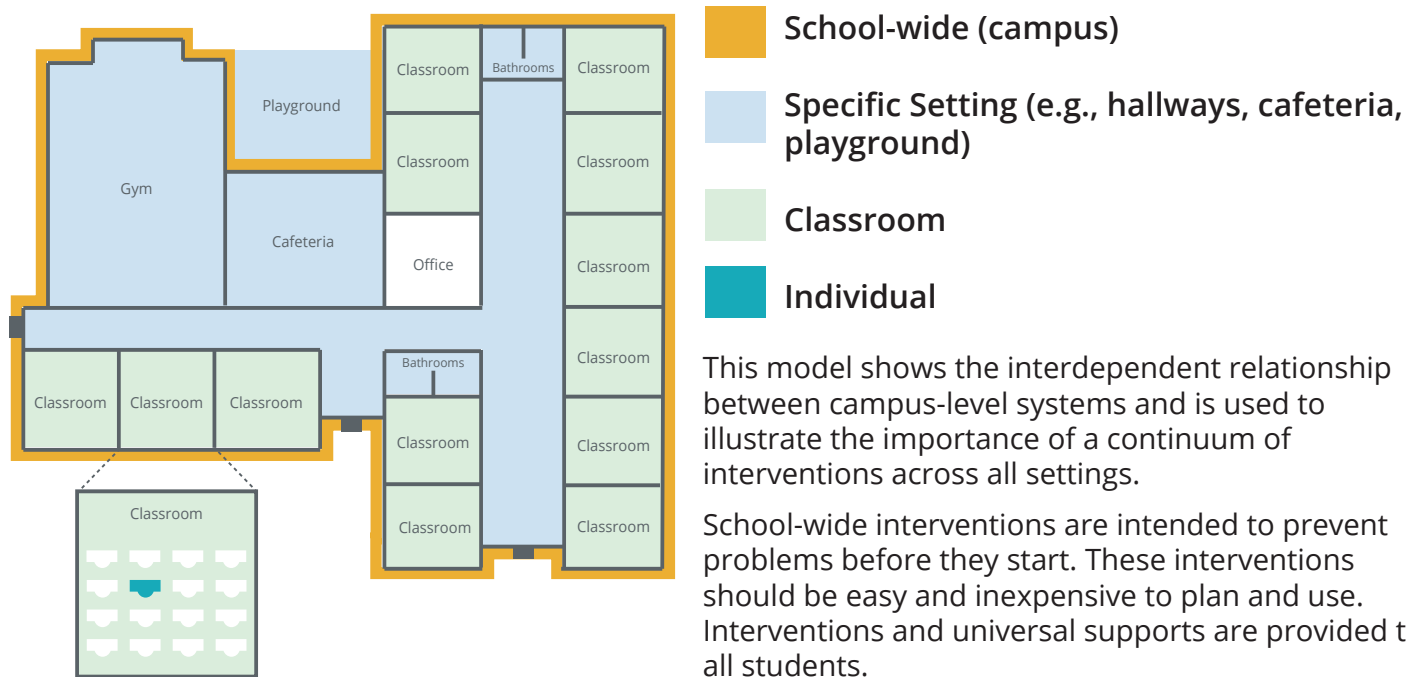 Classroom
Bathrooms
Classroom
Playground
Classroom
Classroom
Gym
Cafeteria
Office
Classroom
Classroom
Bathrooms
Classroom
Classroom
Classroom
Classroom
Classroom
Classroom
Classroom
Classroom
School-wide (campus)
Specific Setting (e.g., hallways, cafeteria,
playground)
Classroom
Individual
This model shows the interdependent relationship
between campus-level systems and is used to
illustrate the importance of a continuum of
interventions across all settings.
School-wide interventions are intended to prevent
problems before they start. These interventions
should be easy and inexpensive to plan and use.
Interventions and universal supports are provided t
all students.